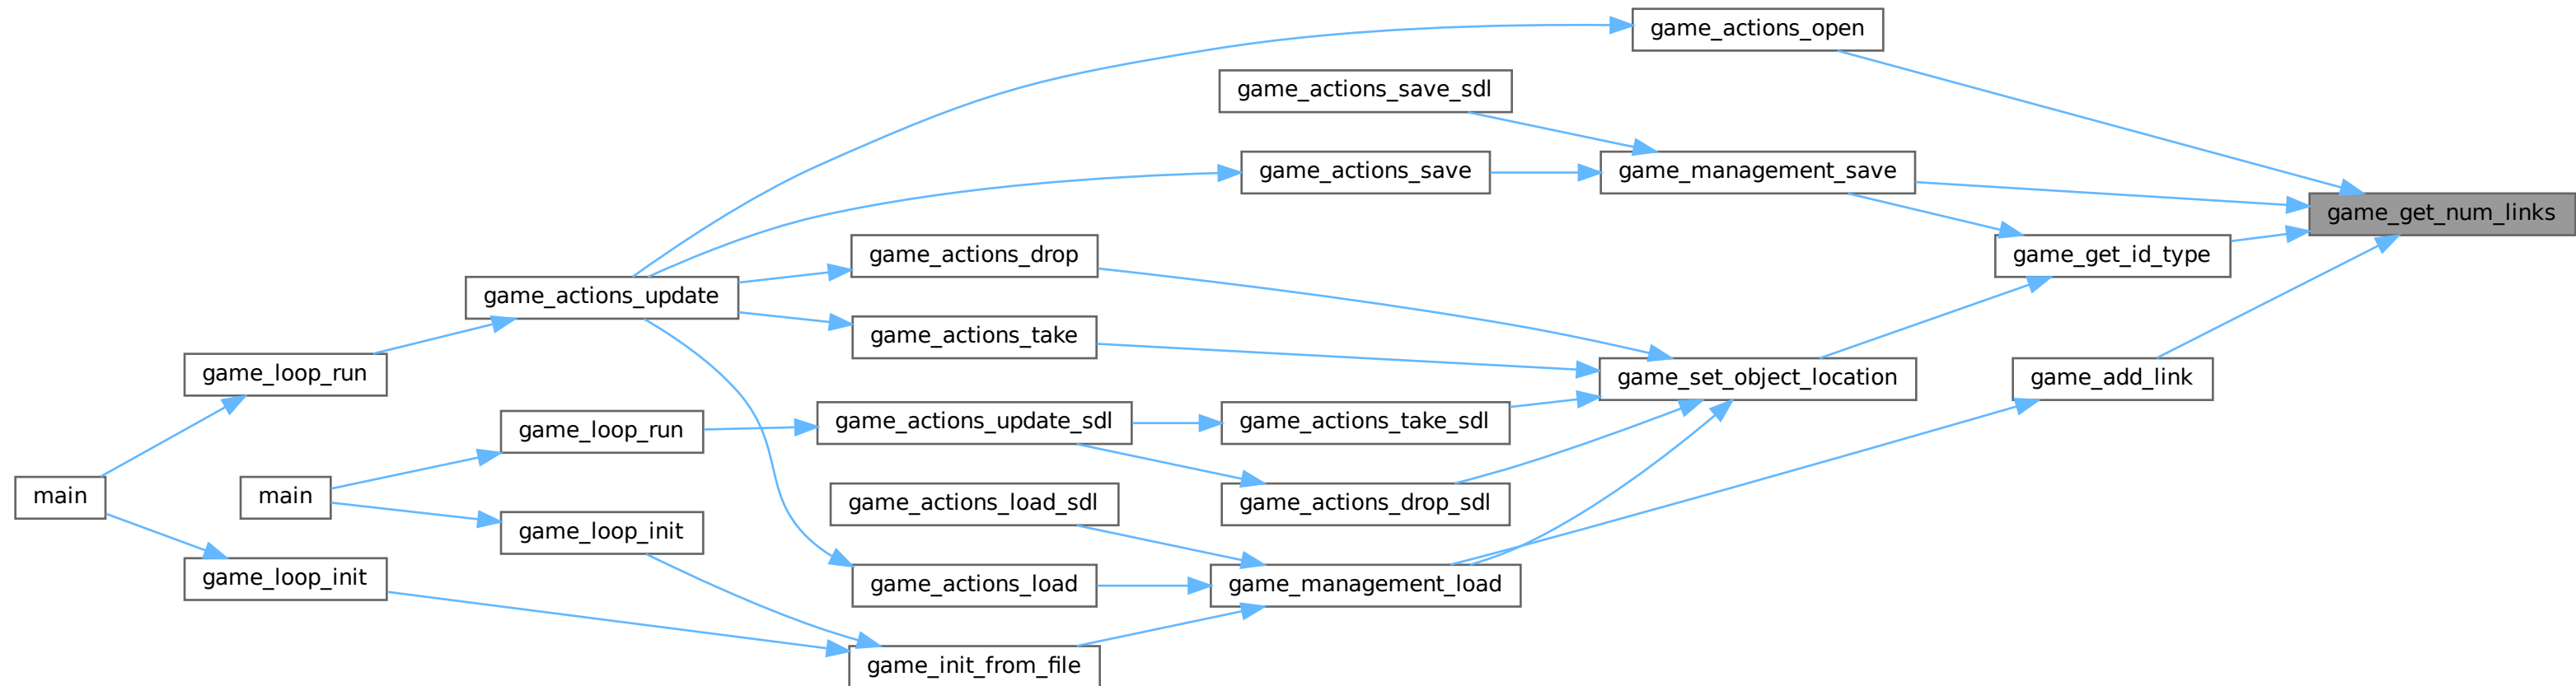 game_actions_open
game_actions_save_sdl
game_actions_save
game_management_save
game_get_num_links
game_actions_drop
game_get_id_type
game_actions_update
game_actions_take
game_loop_run
game_set_object_location
game_add_link
game_loop_run
game_actions_update_sdl
game_actions_take_sdl
main
main
game_actions_load_sdl
game_actions_drop_sdl
game_loop_init
game_loop_init
game_actions_load
game_management_load
game_init_from_file